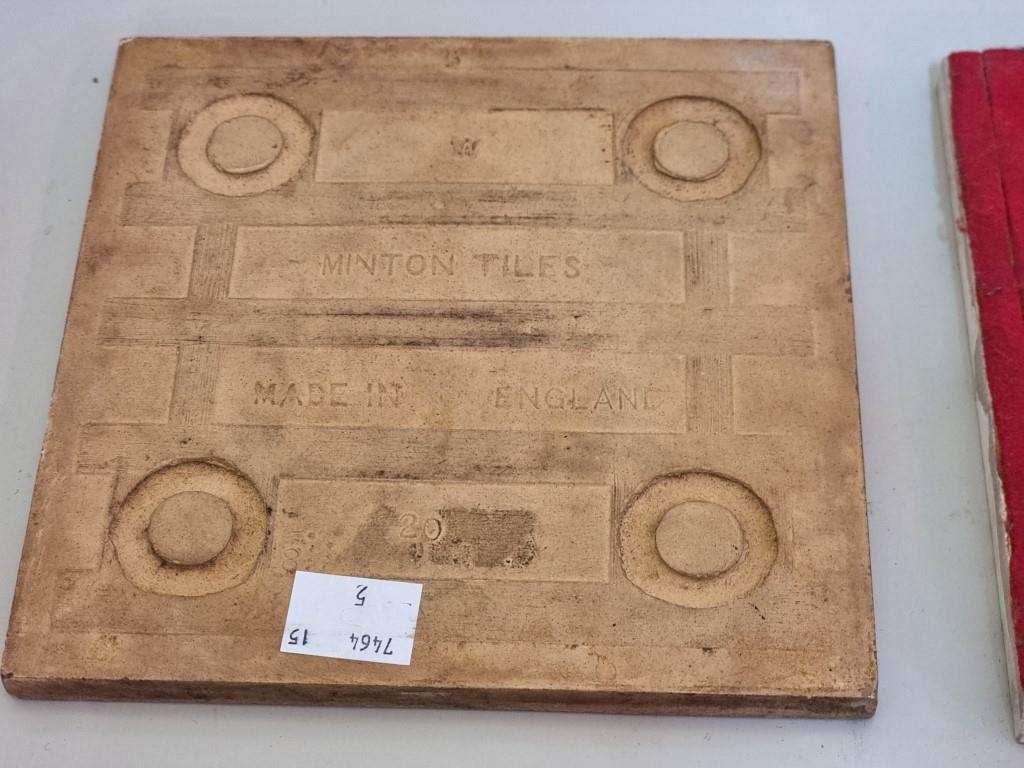 W
MINTON TILES
MADE IN ENGLAND
20
7464 15
5